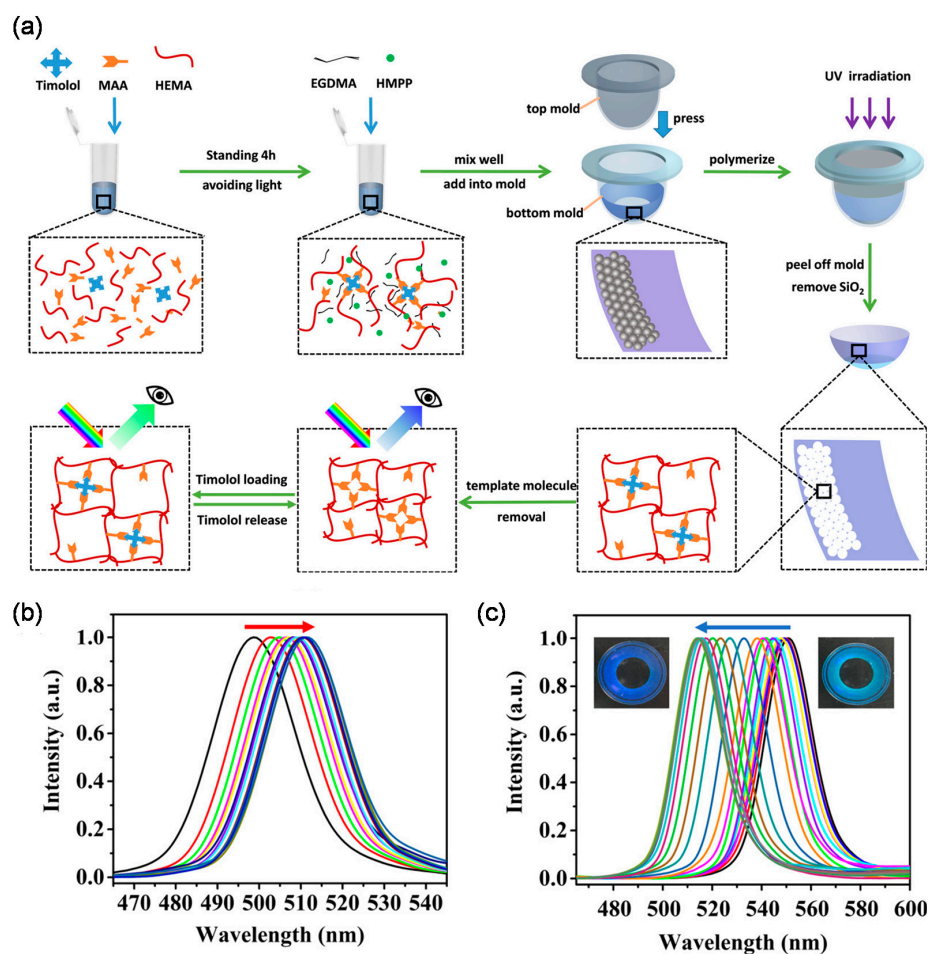 (a)
Timolol MAA HEMA
EGDMA HMPP
top mold
press
UV irradiation
Standing 4h
avoiding light
mix well
add into mold
bottom mold
polymerize
peel off mold
remove SiO₂
Timolol loading
Timolol release
template molecule
removal
(b)
Intensity (a.u.)
1.0
0.8
0.6
0.4
0.2
0.0
470 480 490 500 510 520 530 540
Wavelength (nm)
(c)
Intensity (a.u.)
1.0
0.8
0.6
0.4
0.2
0.0
480 500 520 540 560 580 600
Wavelength (nm)